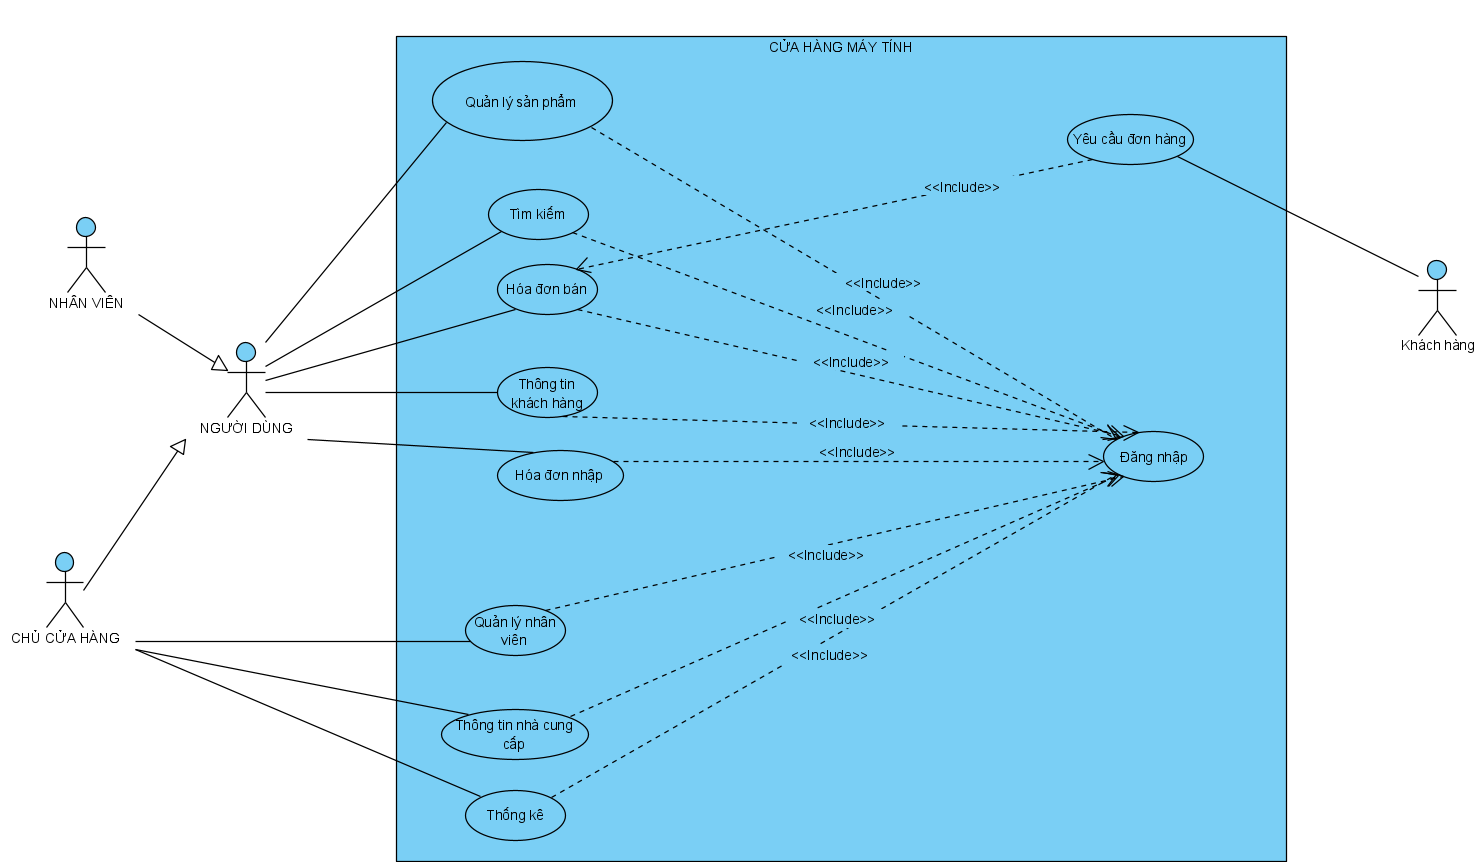 CỬA HÀNG MÁY TÍNH
Quản lý sản phẩm
Yêu cầu đơn hàng
<<Include>>
Tìm kiếm
Hóa đơn bán
<<Include>>
<<Include>>
NHÂN VIÊN
Khách hàng
<<Include>>
Thông tin
khách hàng
NGƯỜI DÙNG
<<Include>>
<<Include>>
Đăng nhập
Hóa đơn nhập
<<Include>>
CHỦ CỬA HÀNG
Quản lý nhân
viên
<<Include>>
<<Include>>
Thông tin nhà cung
cấp
Thống kê